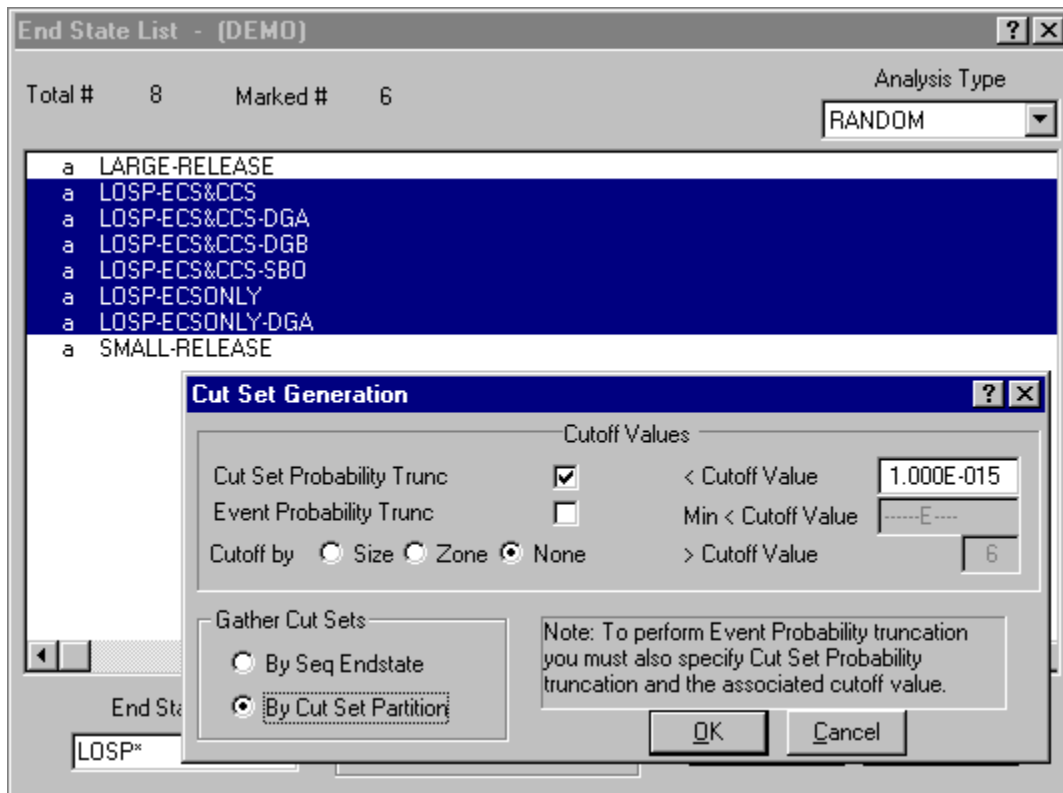 End State List - (DEMO)
Total # 8 Marked # 6
Analysis Type
RANDOM
a LARGE-RELEASE
a LOSP-ECS&CCS
a LOSP-ECS&CCS-DGA
a LOSP-ECS&CCS-DGB
a LOSP-ECS&CCS-SBO
a LOSP-ECSONLY
a LOSP-ECSONLY-DGA
a SMALL-RELEASE
Cut Set Generation
Cutoff Values
Cut Set Probability Trunc < Cutoff Value 1.000E-015
Event Probability Trunc Min < Cutoff Value ------E----
Cutoff by Size Zone None > Cutoff Value 6
Gather Cut Sets
By Seq Endstate
By Cut Set Partition
Note: To perform Event Probability truncation
you must also specify Cut Set Probability
truncation and the associated cutoff value.
OK Cancel
End Sta
LOSP*